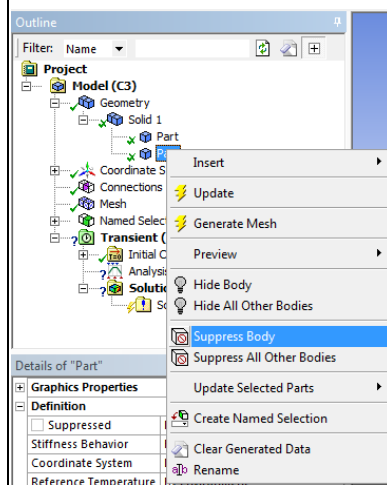 Outline
Filter: Name
Project
Model (C3)
Geometry
Solid 1
Part
Coordinate S
Connections
Mesh
Named Selec
Transient (
Initial C
Analysis
Solutio
Insert
Update
Generate Mesh
Preview
Hide Body
Hide All Other Bodies
Suppress Body
Suppress All Other Bodies
Update Selected Parts
Create Named Selection
Clear Generated Data
Rename
Details of "Part"
Graphics Properties
Definition
Suppressed
Stiffness Behavior
Coordinate System
Reference Temperature